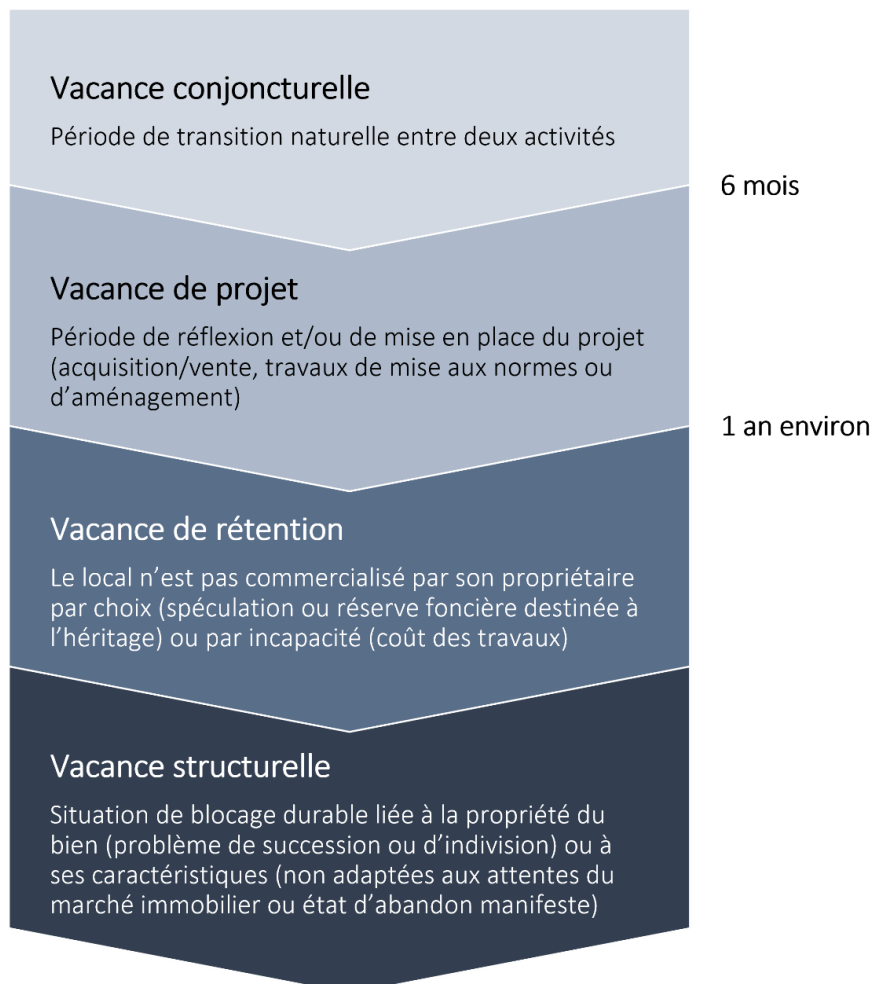 Vacance conjoncturelle
Période de transition naturelle entre deux activités
6 mois
Vacance de projet
Période de réflexion et/ou de mise en place du projet
(acquisition/vente, travaux de mise aux normes ou
d’aménagement)
1 an environ
Vacance de rétention
Le local n’est pas commercialisé par son propriétaire
par choix (spéculation ou réserve foncière destinée à
l’héritage) ou par incapacité (coût des travaux)
Vacance structurelle
Situation de blocage durable liée à la propriété du
bien (problème de succession ou d’indivision) ou à
ses caractéristiques (non adaptées aux attentes du
marché immobilier ou état d’abandon manifeste)